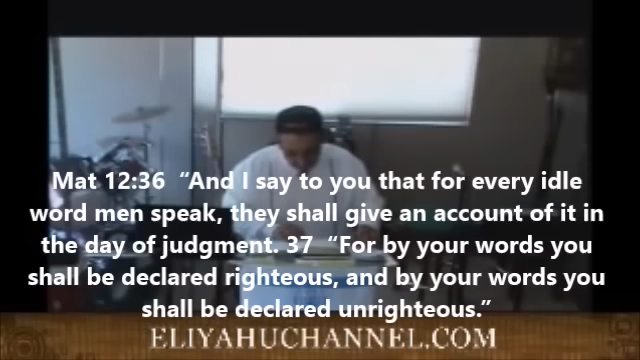 Mat 12:36 “And I say to you that for every idle
word men speak, they shall give an account of it in
the day of judgment. 37 “For by your words you
shall be declared righteous, and by your words you
shall be declared unrighteous.”
ELIYAHUCHANNEL.COM